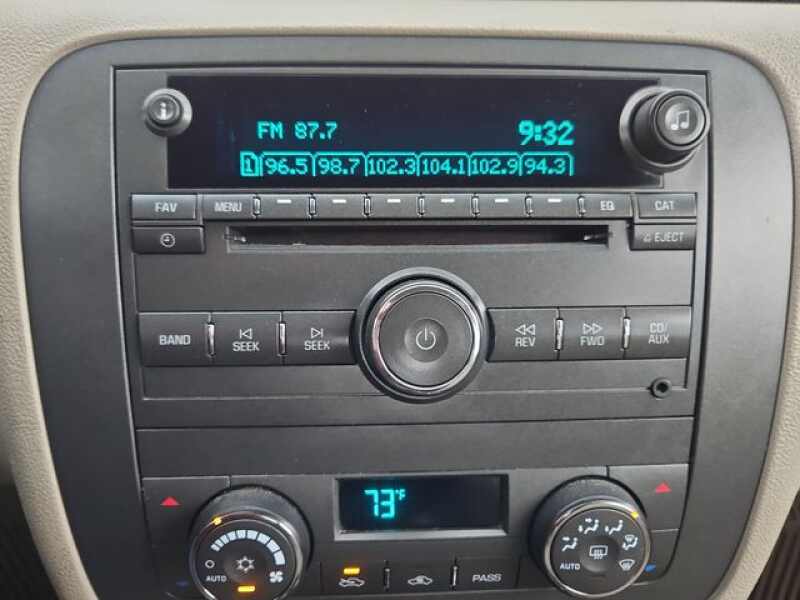 FM 87.7 9:32
1 96.5 98.7 102.3 104.1 102.9 94.3
FAV MENU EQ CAT
EJECT
BAND SEEK SEEK REV FWD CD/AUX
73°F
AUTO AUTO
PASS